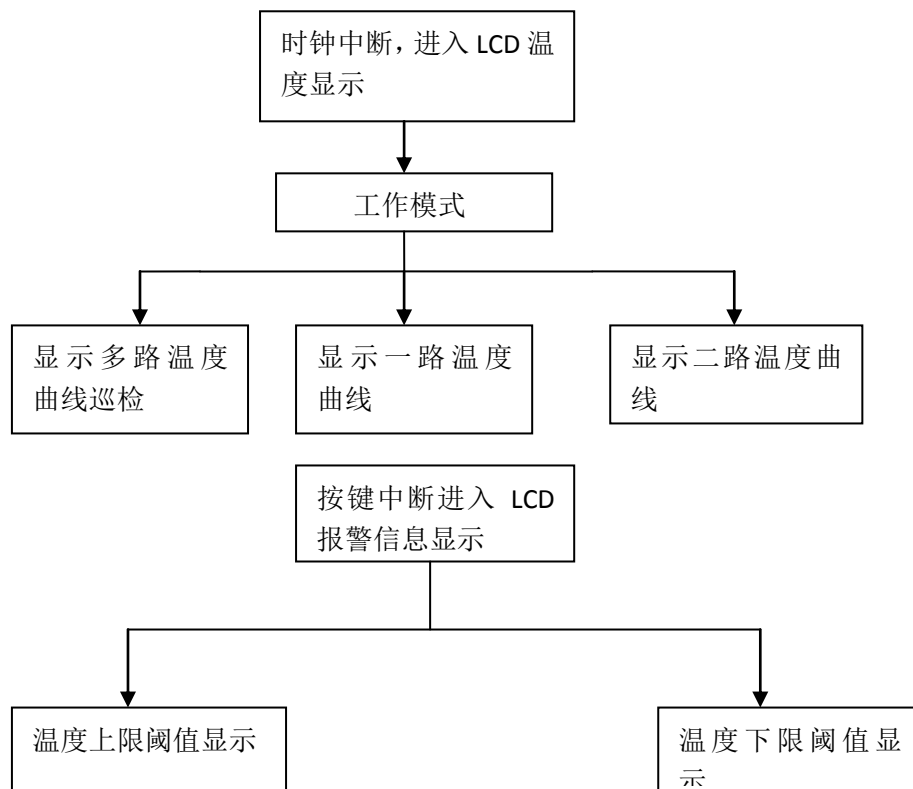 时钟中断,进入 LCD 温
度显示
工作模式
显示多路温度
曲线巡检
显示一路温度
曲线
显示二路温度曲
线
按键中断进入 LCD
报警信息显示
温度上限阈值显示
温度下限阈值显
示